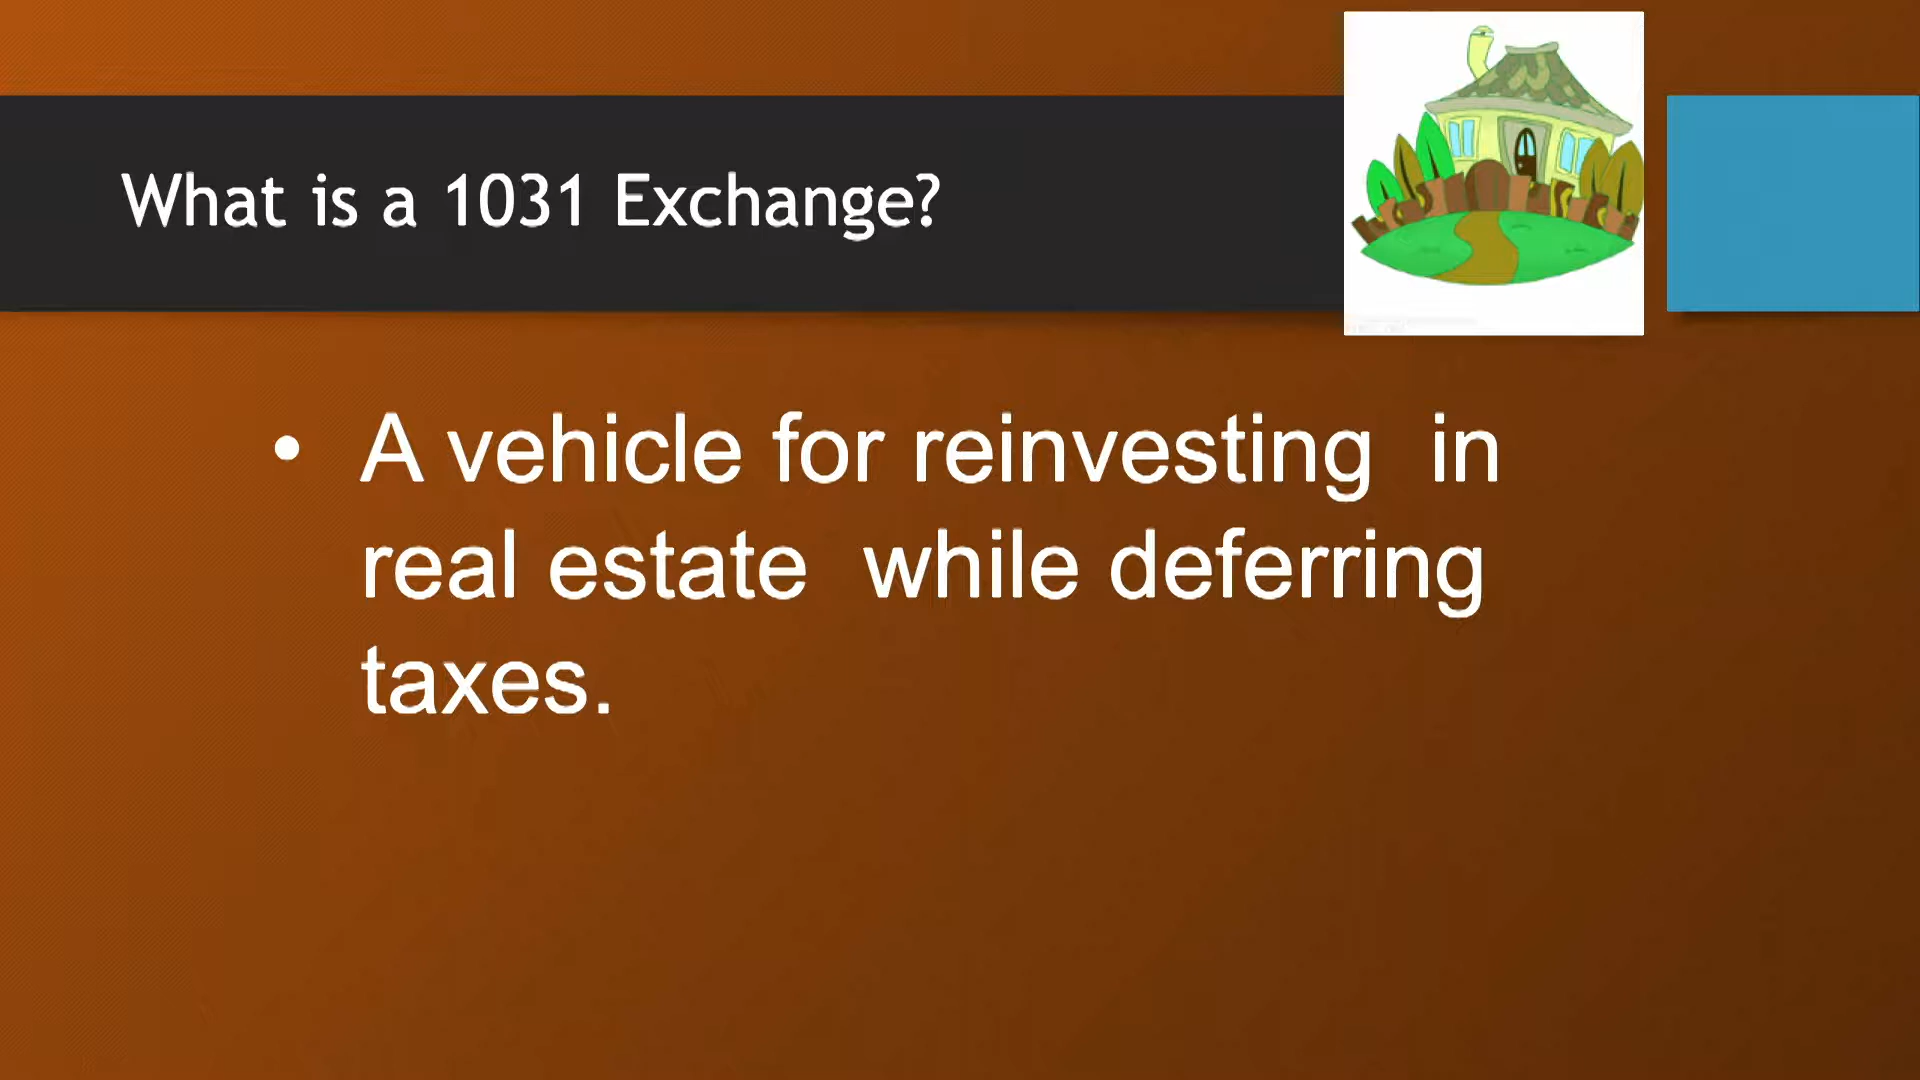 What is a 1031 Exchange?
• A vehicle for reinvesting in
real estate while deferring
taxes.